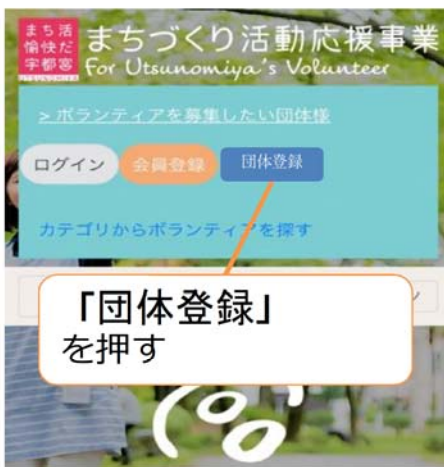 まち活
愉快だ
宇都宮
UTSUNOMIYA
まちづくり活動応援事業
For Utsunomiya's Volunteer
> ボランティアを募集したい団体様
ログイン
会員登録
団体登録
カテゴリからボランティアを探す
「団体登録」
を押す